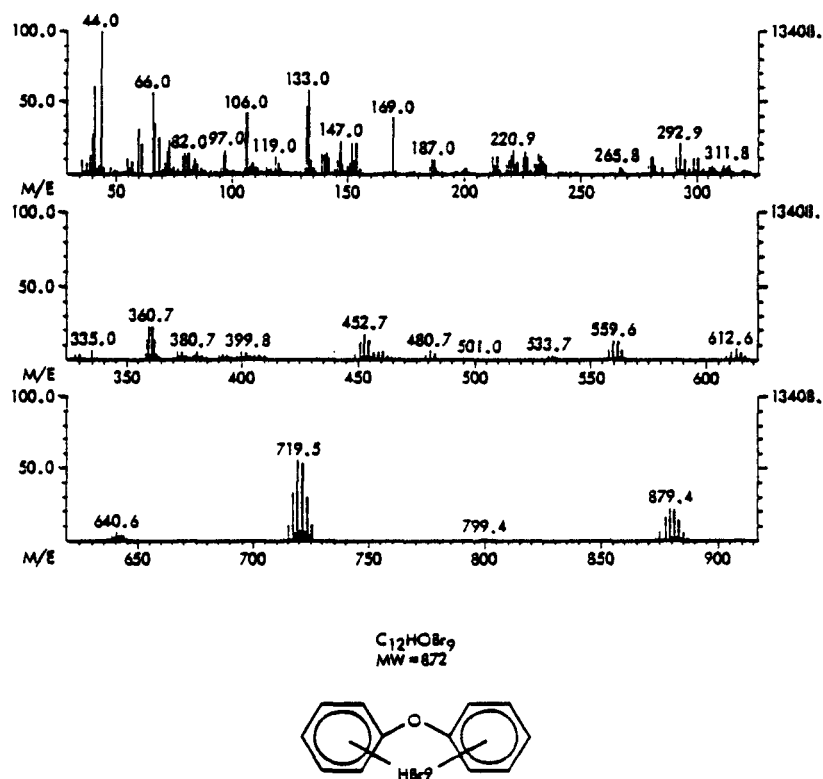 100.0 44.0 13408.
66.0 106.0 133.0
50.0 82.0 97.0 119.0 147.0 169.0 187.0 220.9 265.8 292.9 311.8
M/E 50 100 150 200 250 300
100.0 13408.
50.0
335.0 360.7 380.7 399.8 452.7 480.7 501.0 533.7 559.6 612.6
350 400 450 500 550 600
100.0 13408.
50.0 719.5
640.6 799.4 879.4
M/E 650 700 750 800 850 900
C12HOBr9
MW = 872
O
HBr9